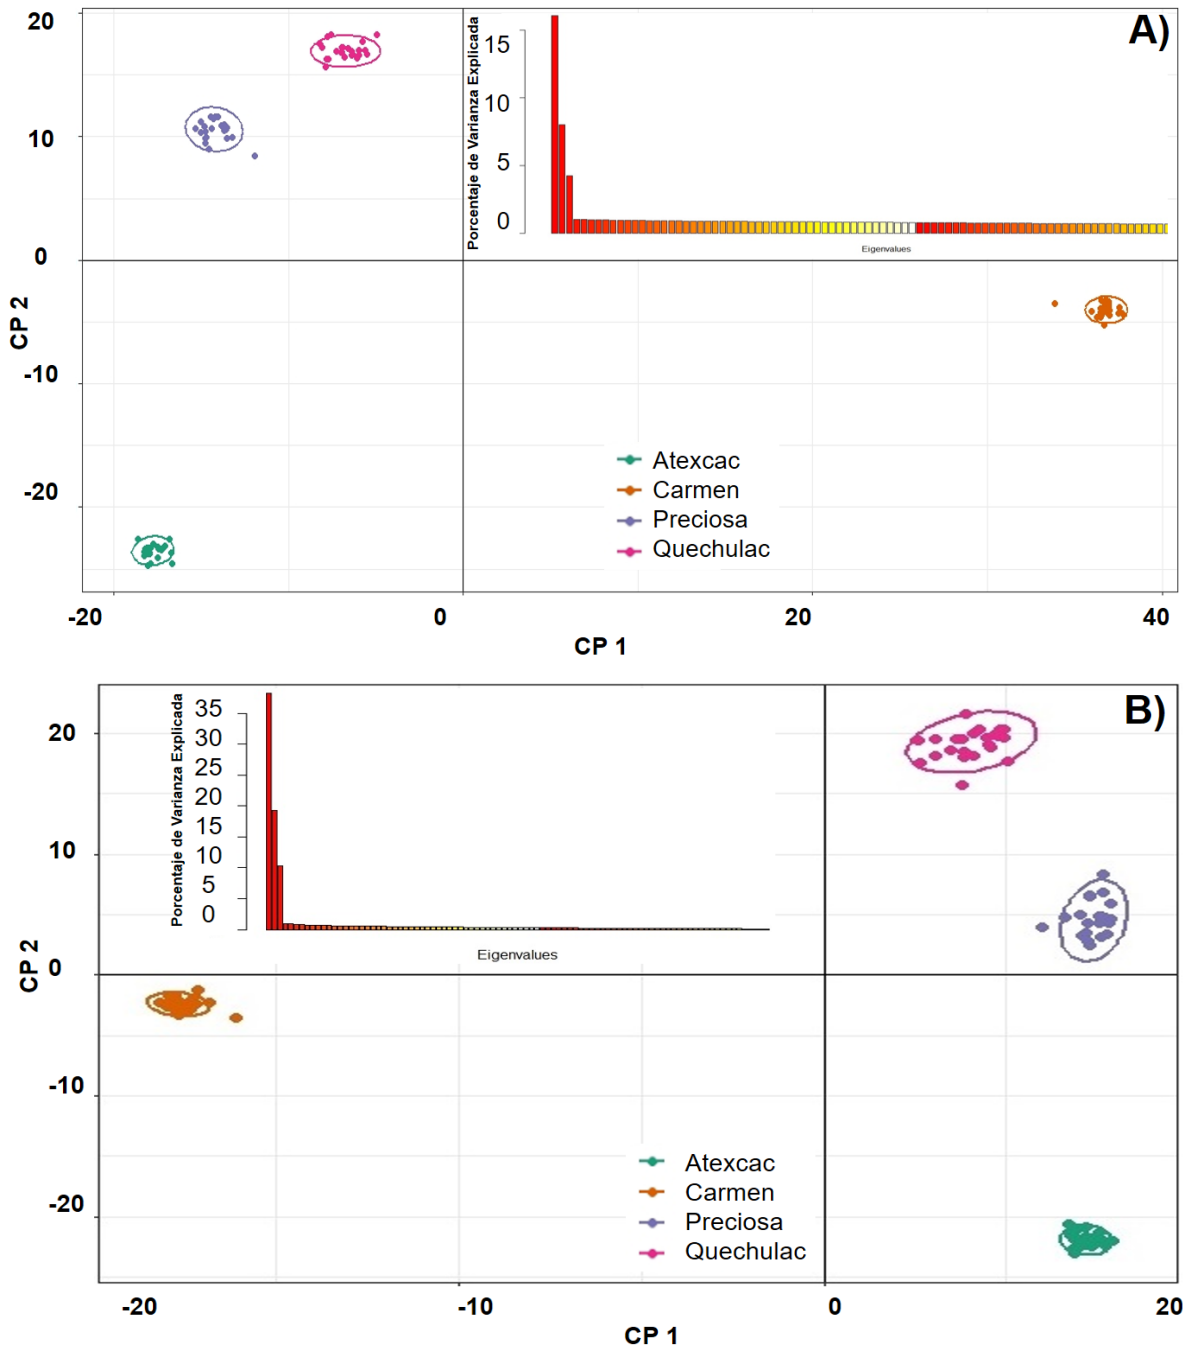 A)
20
10
0
-10
-20
CP 2
Porcentaje de Varianza Explicada
15
10
5
0
Eigenvalues
Atexcac
Carmen
Preciosa
Quechulac
-20
0
20
40
CP 1
B)
20
10
0
-10
-20
CP 2
Porcentaje de Varianza Explicada
35
30
25
20
15
10
5
0
Eigenvalues
Atexcac
Carmen
Preciosa
Quechulac
-20
-10
0
20
CP 1